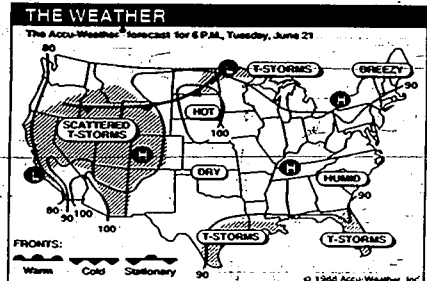 THE WEATHER
The Accu-Weather forecast for 6 P.M., Tuesday, June 21
80
L
T-STORMS
BREEZY
90
H
HOT
SCATTERED
T-STORMS
100
H
H
L
DRY
HUMID
80
90
100
100
90
T-STORMS
T-STORMS
FRONTS:
Warm
Cold
Stationary
90
© 1994 Accu-Weather, Inc.